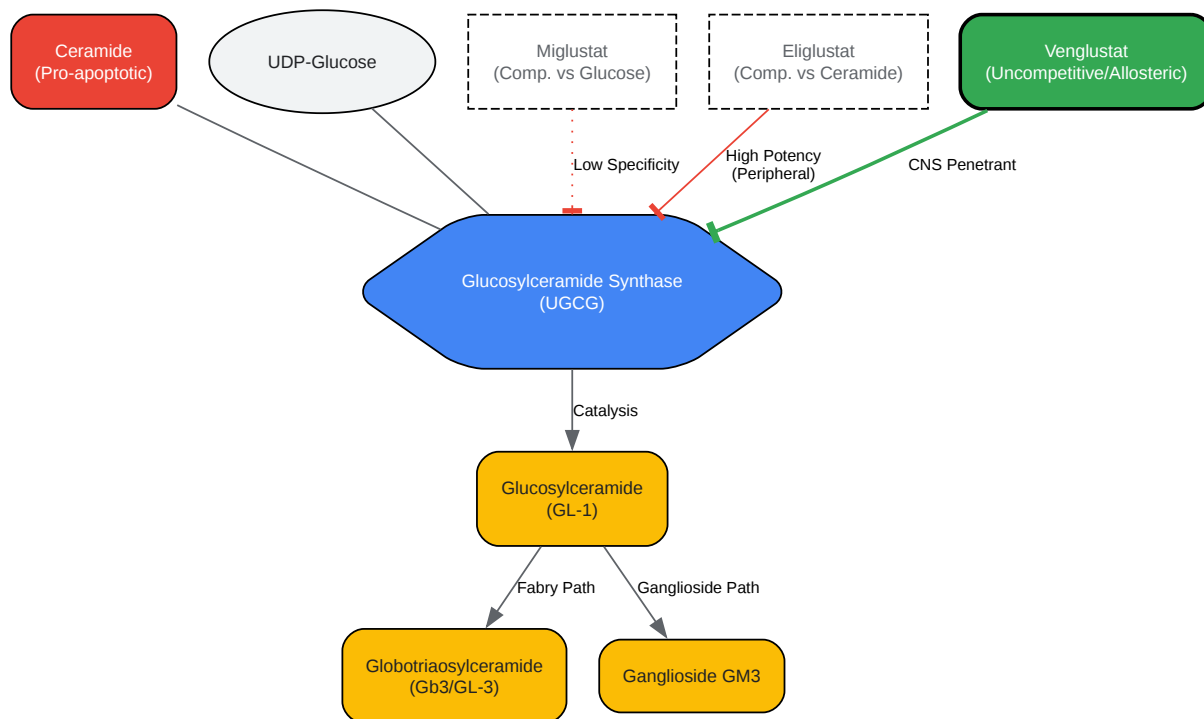 Ceramide
(Pro-apoptotic)
UDP-Glucose
Miglustat
(Comp. vs Glucose)
Eliglustat
(Comp. vs Ceramide)
Venglustat
(Uncompetitive/Allosteric)
Low Specificity
High Potency
(Peripheral)
CNS Penetrant
Glucosylceramide Synthase
(UGCG)
Catalysis
Glucosylceramide
(GL-1)
Fabry Path
Ganglioside Path
Globotriaosylceramide
(Gb3/GL-3)
Ganglioside GM3